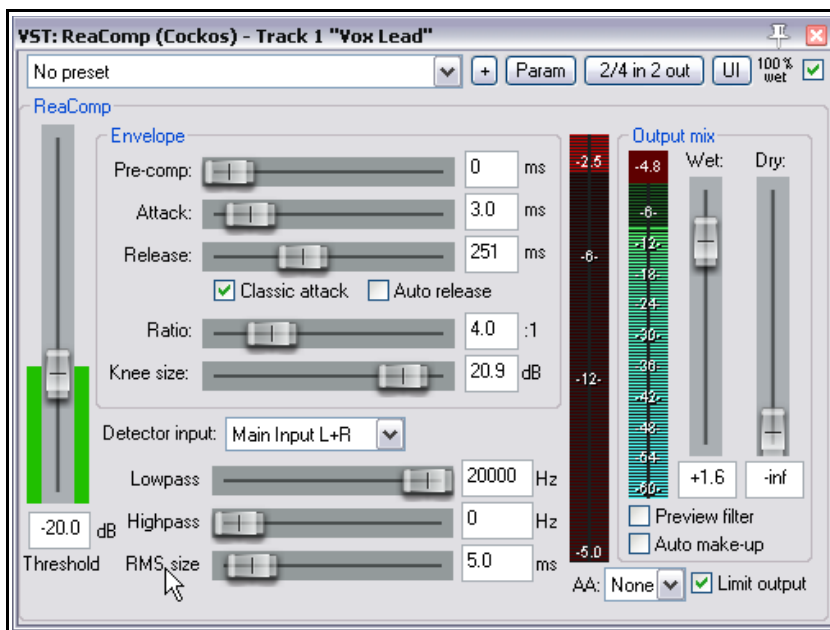 VST: ReaComp (Cockos) - Track 1 "Vox Lead"
No preset
+
Param
2/4 in 2 out
UI
100 % wet
ReaComp
Envelope
Pre-comp: 0 ms
Attack: 3.0 ms
Release: 251 ms
Classic attack
Auto release
Ratio: 4.0 :1
Knee size: 20.9 dB
Detector input: Main Input L+R
Lowpass 20000 Hz
Highpass 0 Hz
RMS size 5.0 ms
-20.0 dB
Threshold
-2.5
-6-
-12-
-5.0
Output mix
Wet: Dry:
-4.8
-6-
-12-
-18-
-24-
-30-
-36-
-42-
-48-
-54-
-60-
+1.6 -inf
Preview filter
Auto make-up
AA: None
Limit output